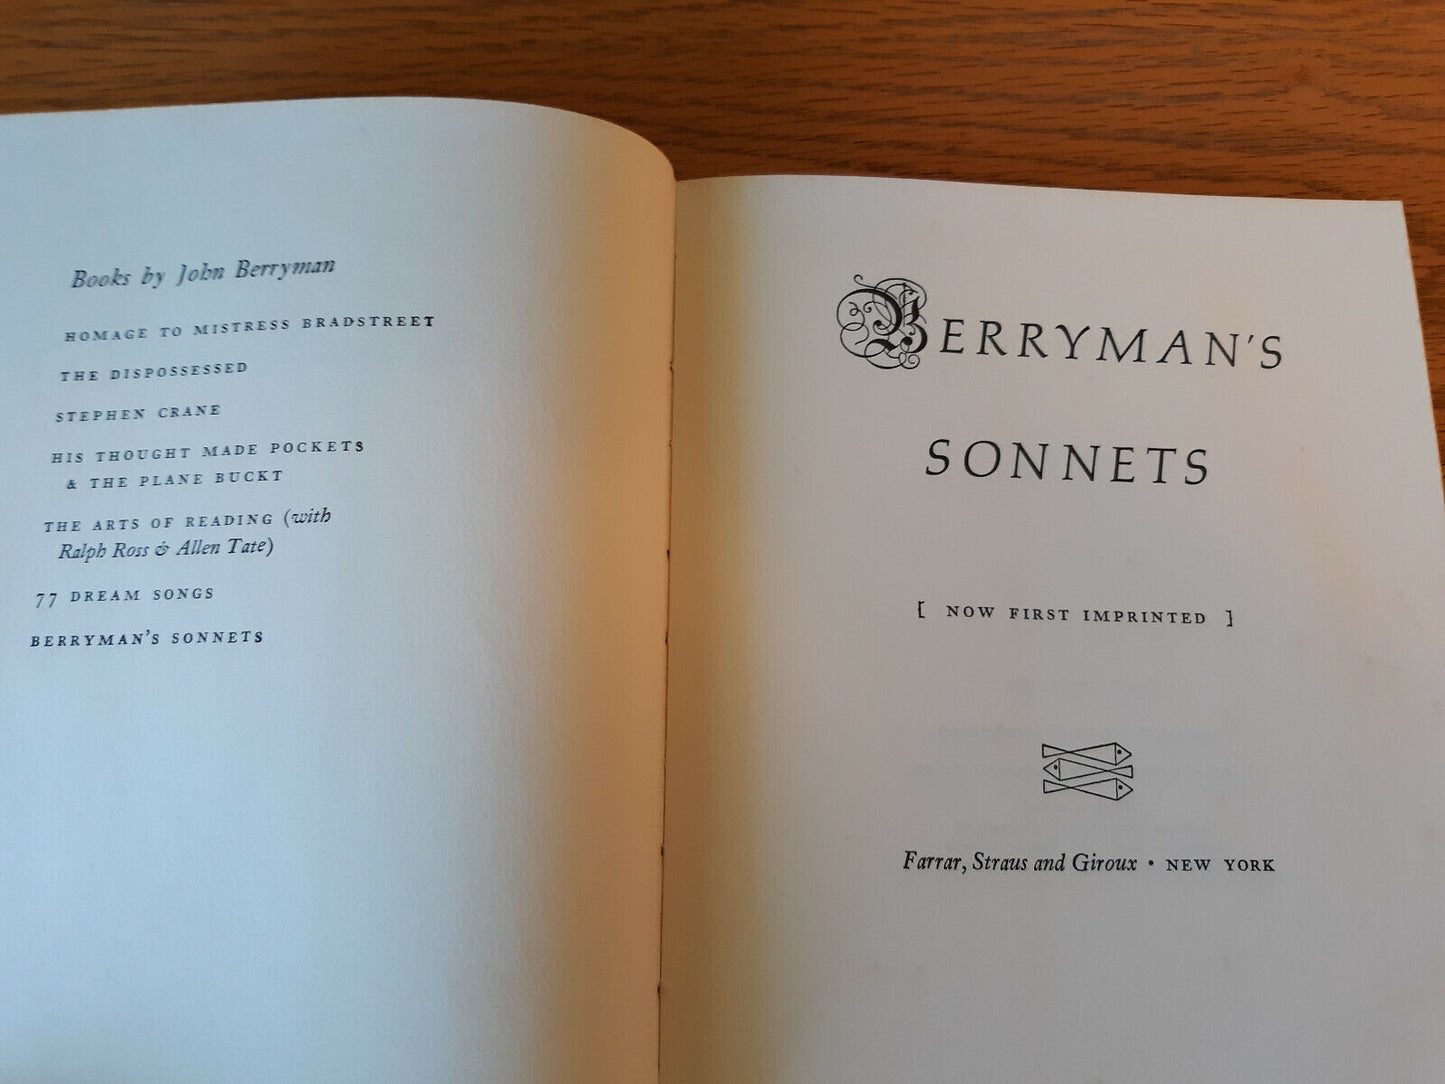 Books by John Berryman
HOMAGE TO MISTRESS BRADSTREET
THE DISPOSSESSED
STEPHEN CRANE
HIS THOUGHT MADE POCKETS
& THE PLANE BUCKT
THE ARTS OF READING (with
Ralph Ross & Allen Tate)
77 DREAM SONGS
BERRYMAN'S SONNETS
BERRYMAN'S
SONNETS
[ NOW FIRST IMPRINTED ]
Farrar, Straus and Giroux • NEW YORK